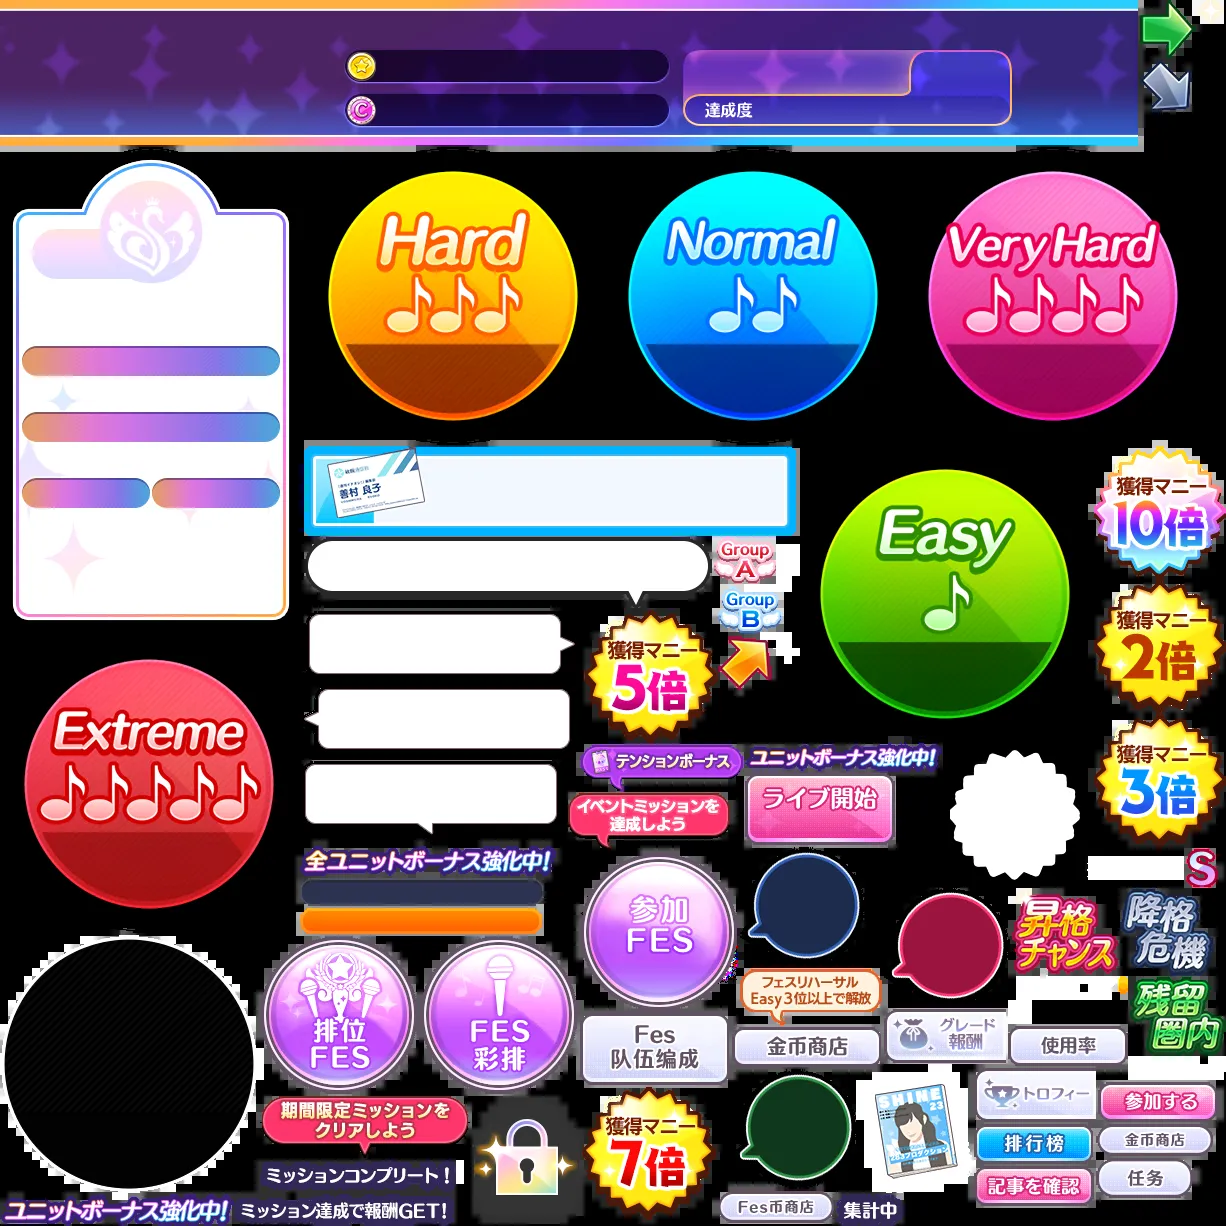 達成度
Hard
Normal
VeryHard
善村 良子
Group
A
Group
B
Easy
獲得マニー
10倍
獲得マニー
5倍
獲得マニー
2倍
獲得マニー
3倍
Extreme
テンションボーナス
ユニットボーナス強化中!
イベントミッションを
達成しよう
ライブ開始
全ユニットボーナス強化中!
S
参加
FES
昇格
チャンス
降格
危機
残留
圏内
排位
FES
FES
彩排
フェスリハーサル
Easy3位以上で解放
Fes
队伍编成
金币商店
グレード
報酬
使用率
期間限定ミッションを
クリアしよう
獲得マニー
7倍
SHINE
23
トロフィー
参加する
排行榜
金币商店
記事を確認
任务
ミッションコンプリート!
ユニットボーナス強化中!
ミッション達成で報酬GET!
Fes币商店
集計中